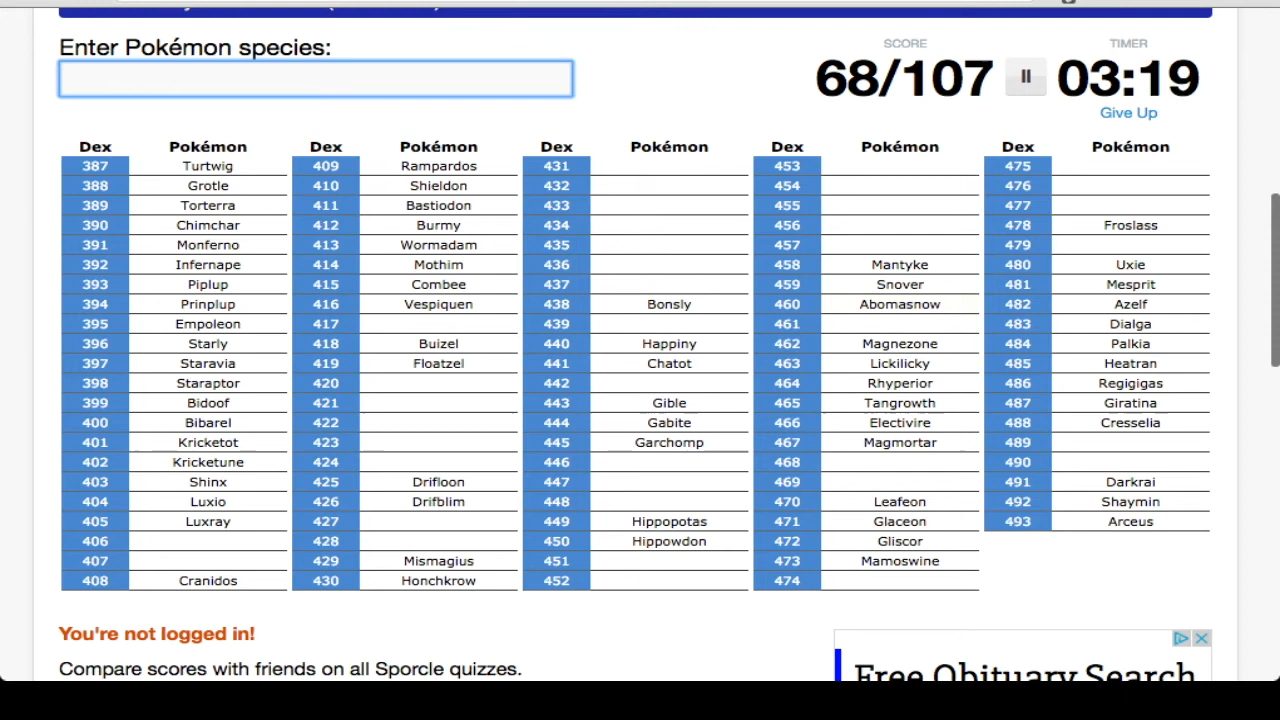 Enter Pokémon species:
SCORE TIMER
68/107 03:19
Give Up
Dex Pokémon Dex Pokémon Dex Pokémon Dex Pokémon Dex Pokémon
387 Turtwig 409 Rampardos 431 453 475
388 Grotle 410 Shieldon 432 454 476
389 Torterra 411 Bastiodon 433 455 477
390 Chimchar 412 Burmy 434 456 478 Froslass
391 Monferno 413 Wormadam 435 457 479
392 Infernape 414 Mothim 436 458 Mantyke 480 Uxie
393 Piplup 415 Combee 437 459 Snover 481 Mesprit
394 Prinplup 416 Vespiquen 438 Bonsly 460 Abomasnow 482 Azelf
395 Empoleon 417 439 461 483 Dialga
396 Starly 418 Buizel 440 Happiny 462 Magnezone 484 Palkia
397 Staravia 419 Floatzel 441 Chatot 463 Lickilicky 485 Heatran
398 Staraptor 420 442 464 Rhyperior 486 Regigigas
399 Bidoof 421 443 Gible 465 Tangrowth 487 Giratina
400 Bibarel 422 444 Gabite 466 Electivire 488 Cresselia
401 Kricketot 423 445 Garchomp 467 Magmortar 489
402 Kricketune 424 446 468 490
403 Shinx 425 Drifloon 447 469 491 Darkrai
404 Luxio 426 Drifblim 448 470 Leafeon 492 Shaymin
405 Luxray 427 449 Hippopotas 471 Glaceon 493 Arceus
406 428 450 Hippowdon 472 Gliscor
407 429 Mismagius 451 473 Mamoswine
408 Cranidos 430 Honchkrow 452 474
You're not logged in!
Compare scores with friends on all Sporcle quizzes.
Free Obituary Search